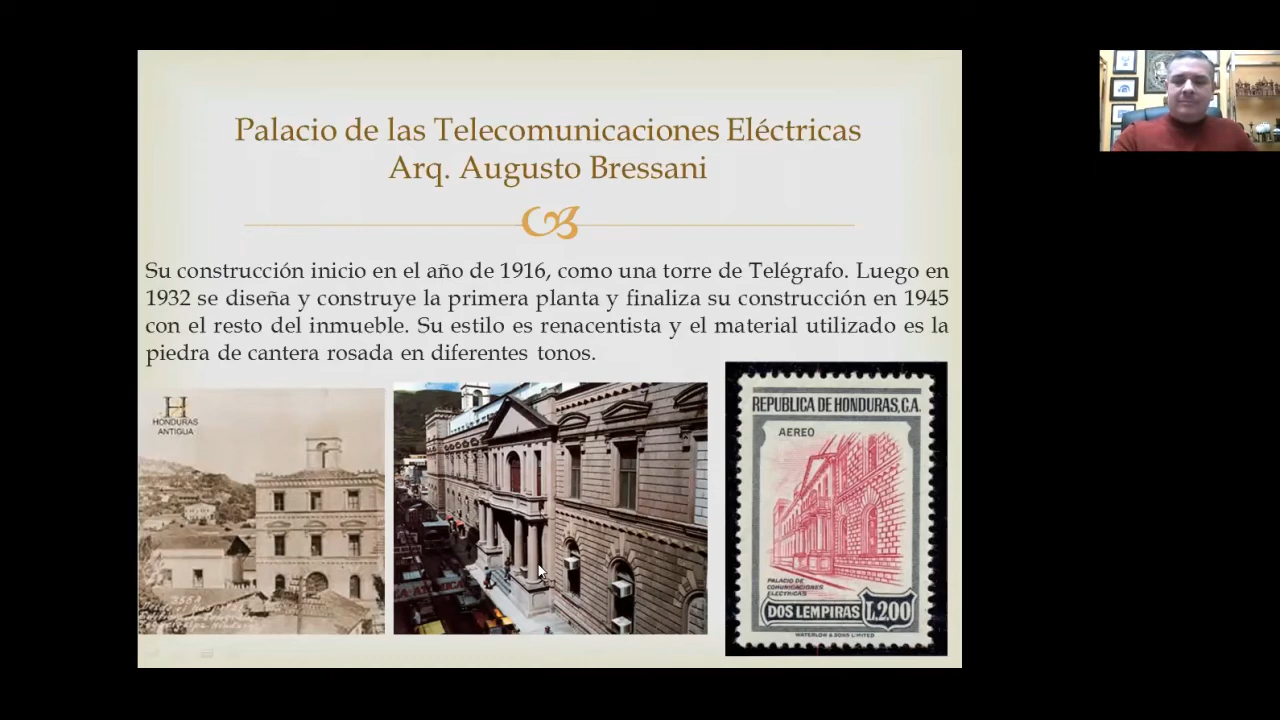 Palacio de las Telecomunicaciones Eléctricas
Arq. Augusto Bressani
Su construcción inicio en el año de 1916, como una torre de Telégrafo. Luego en
1932 se diseña y construye la primera planta y finaliza su construcción en 1945
con el resto del inmueble. Su estilo es renacentista y el material utilizado es la
piedra de cantera rosada en diferentes tonos.
H
HONDURAS
ANTIGUA
REPUBLICA DE HONDURAS, C.A.
AEREO
PALACIO DE
COMUNICACIONES
ELECTRICAS
DOS LEMPIRAS L.2.00
WATERLOW & SONS LIMITED